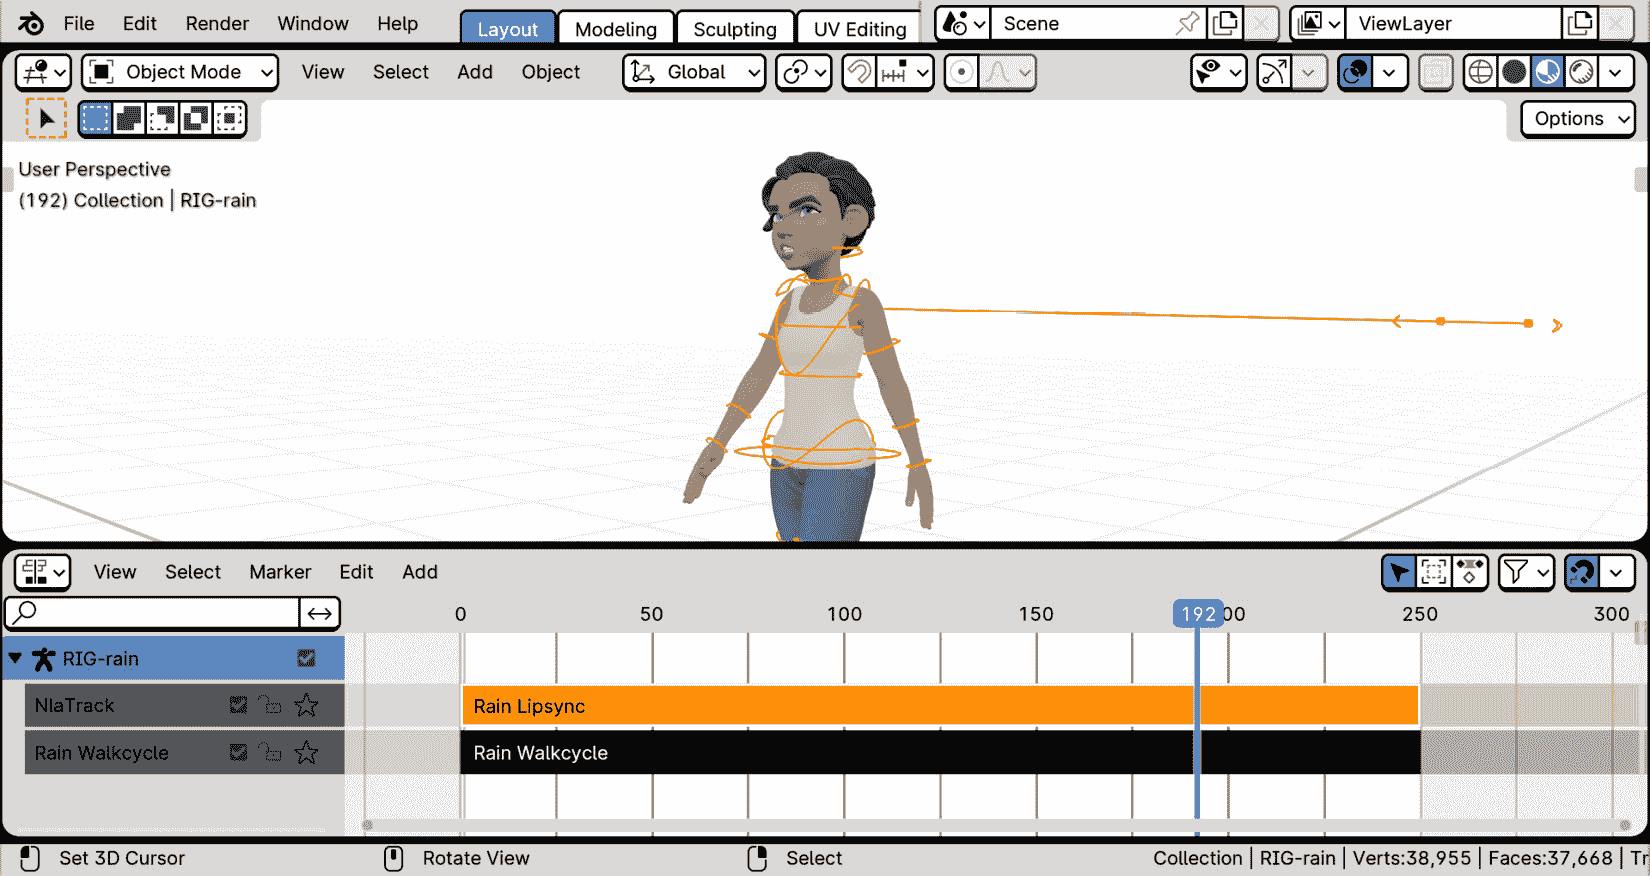 File Edit Render Window Help Layout Modeling Sculpting UV Editing Scene ViewLayer
Object Mode View Select Add Object Global
Options
User Perspective
(192) Collection | RIG-rain
View Select Marker Edit Add
0 50 100 150 192 00 250 300
RIG-rain
NlaTrack Rain Lipsync
Rain Walkcycle Rain Walkcycle
Set 3D Cursor Rotate View Select Collection | RIG-rain | Verts:38,955 | Faces:37,668 | Tr